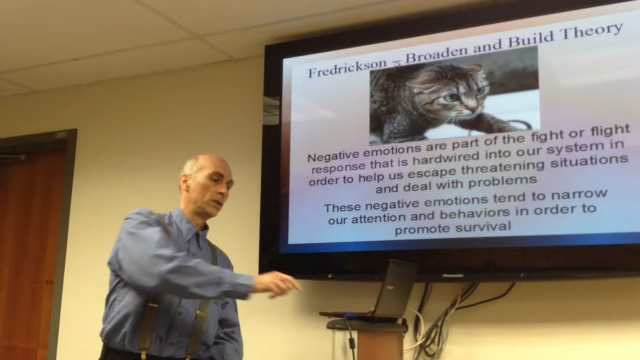 Fredrickson – Broaden and Build Theory
Negative emotions are part of the fight or flight
response that is hardwired into our system in
order to help us escape threatening situations
and deal with problems
These negative emotions tend to narrow
our attention and behaviors in order to
promote survival
Panasonic